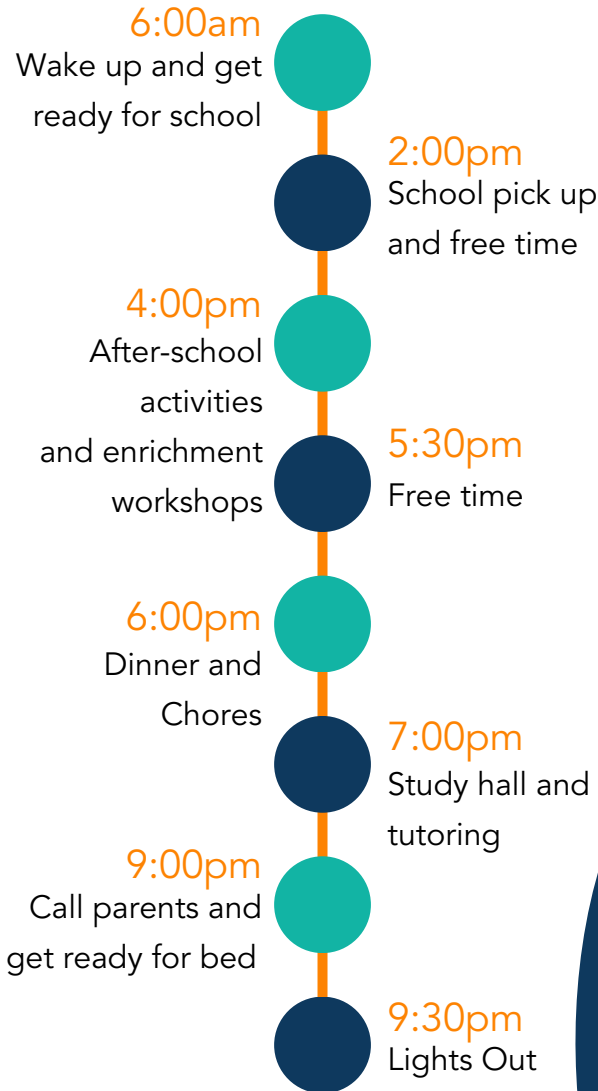 6:00am
Wake up and get
ready for school
2:00pm
School pick up
and free time
4:00pm
After-school
activities
and enrichment
workshops
5:30pm
Free time
6:00pm
Dinner and
Chores
7:00pm
Study hall and
tutoring
9:00pm
Call parents and
get ready for bed
9:30pm
Lights Out